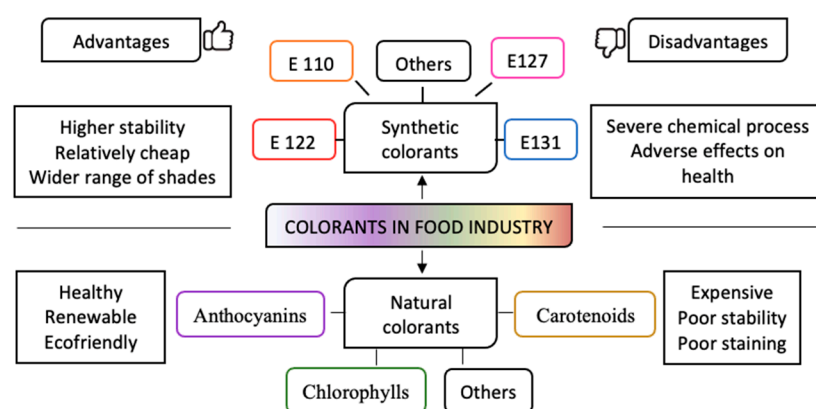 Advantages
Disadvantages
E 110
Others
E127
Higher stability
Relatively cheap
Wider range of shades
E 122
Synthetic
colorants
E131
Severe chemical process
Adverse effects on
health
COLORANTS IN FOOD INDUSTRY
Healthy
Renewable
Ecofriendly
Anthocyanins
Natural
colorants
Carotenoids
Expensive
Poor stability
Poor staining
Chlorophylls
Others